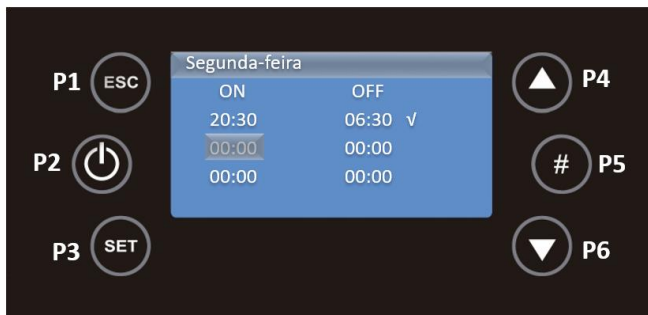 P1 ESC
P2
P3 SET
Segunda-feira
ON OFF
20:30 06:30 √
00:00 00:00
00:00 00:00
P4
# P5
P6